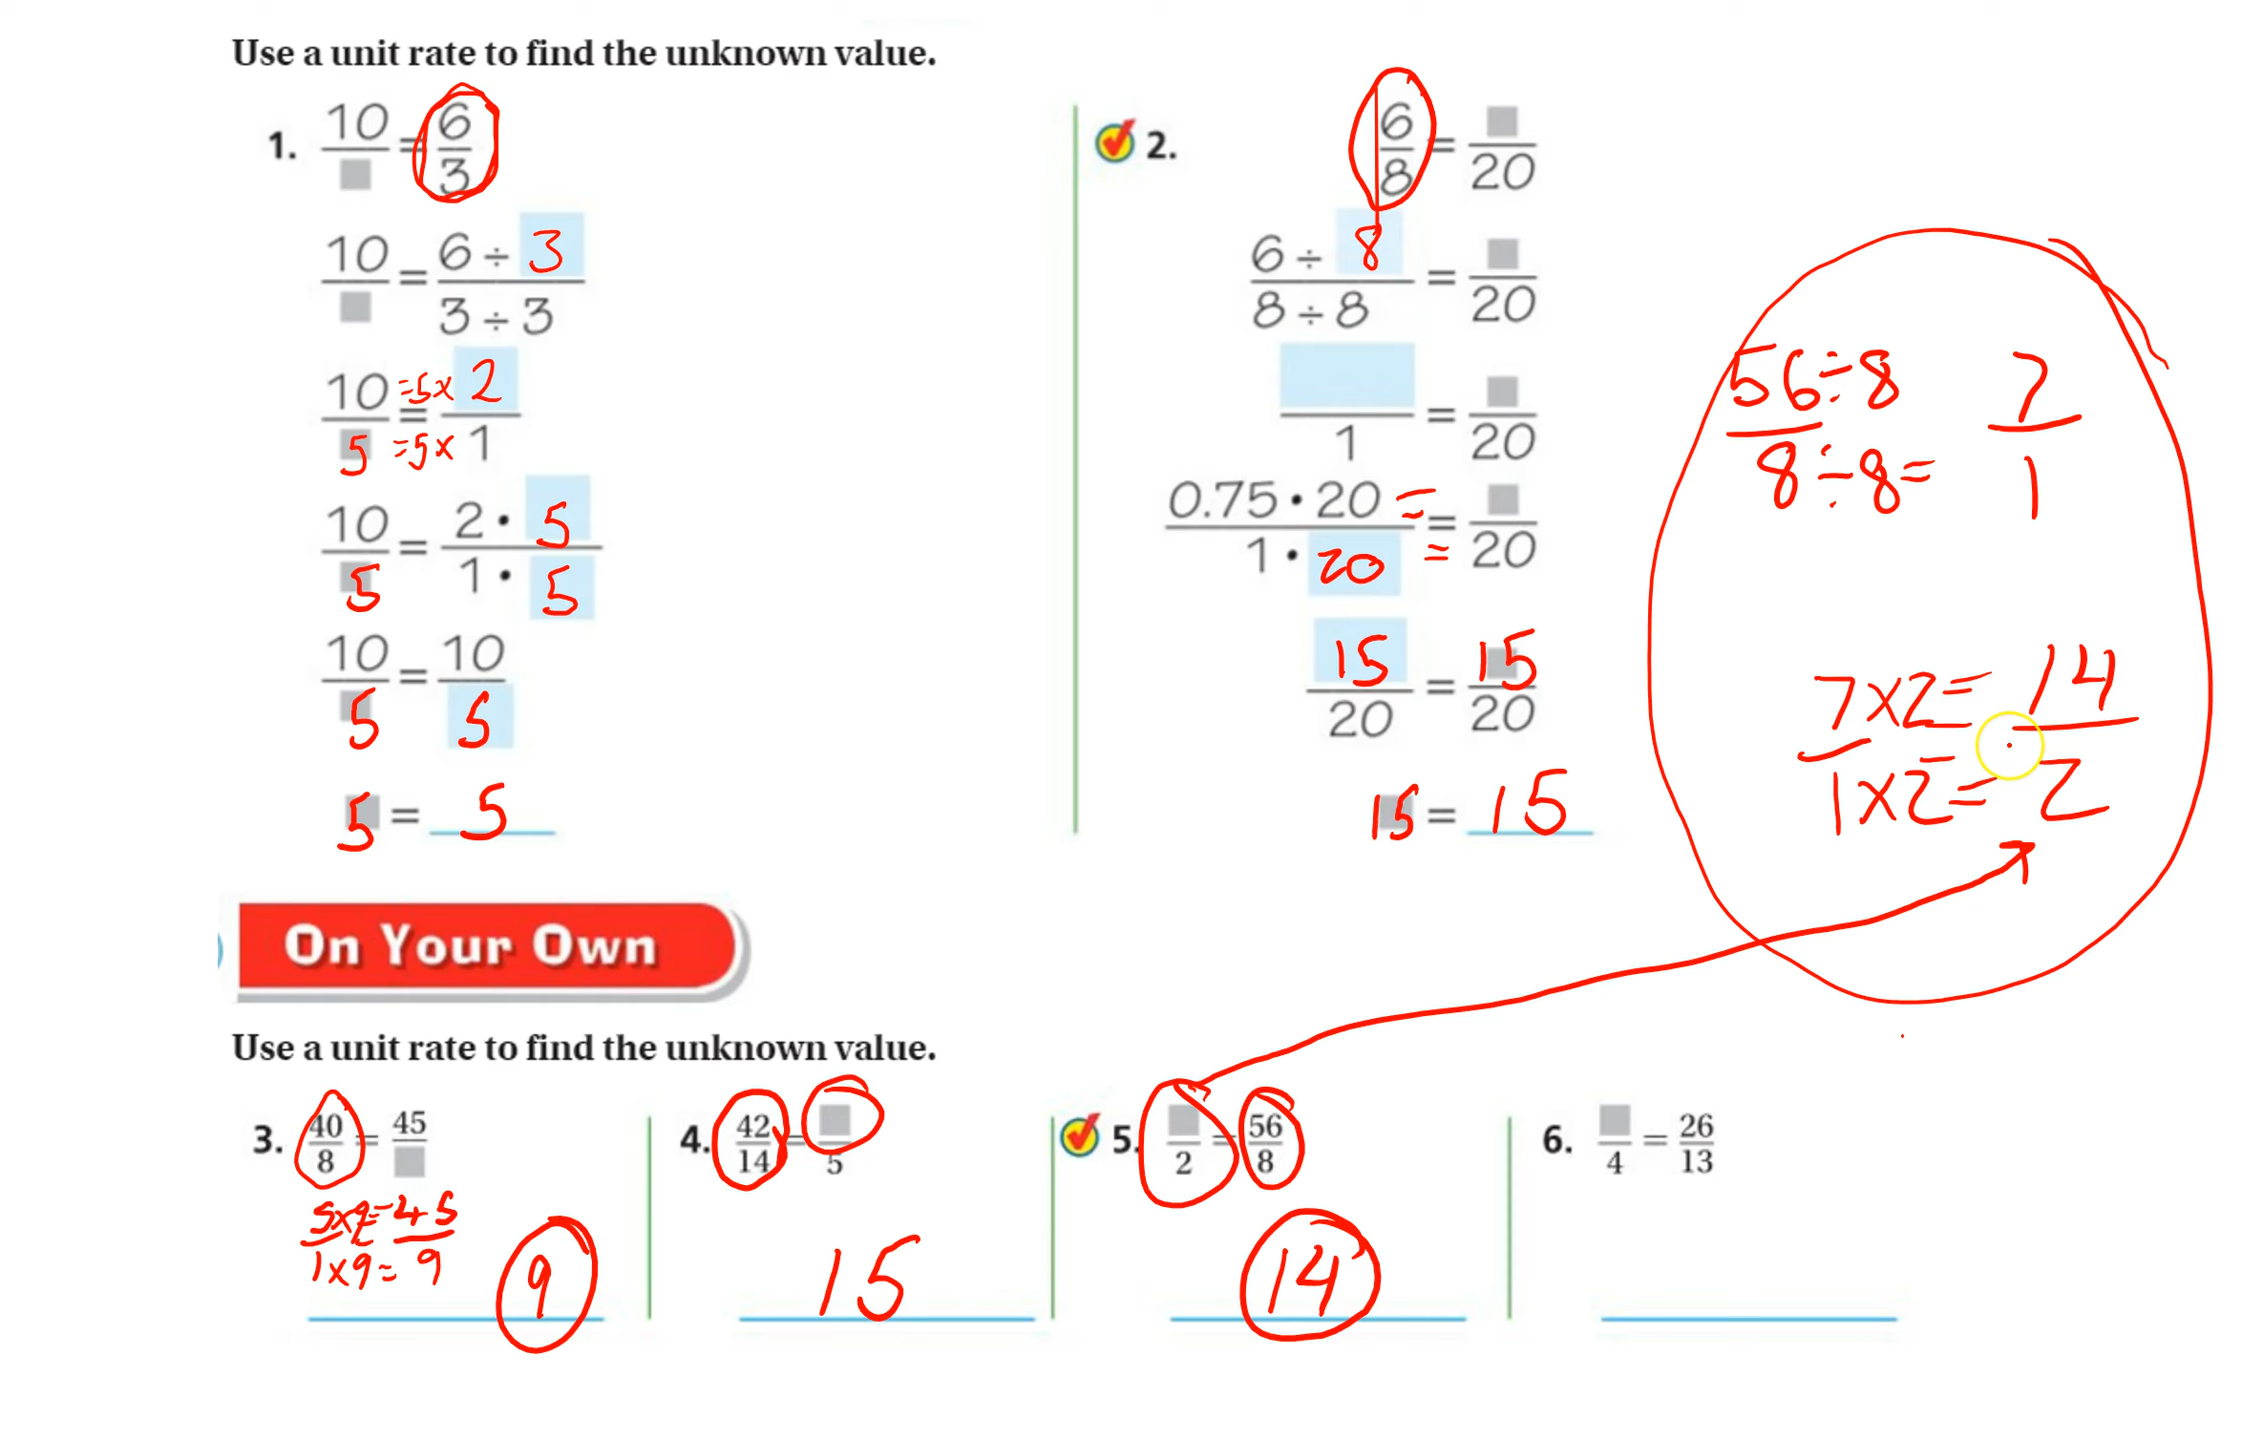 Use a unit rate to find the unknown value.
1. 10/■ = 6/3
10/■ = 6 ÷ 3 / 3 ÷ 3
10/5 =5x =5x 2/1
10/5 = 2 • 5 / 1 • 5
10/5 = 10/5
5 = 5
2. 6/8 = ■/20
6 ÷ 8 / 8 ÷ 8 = ■/20
/1 = ■/20
0.75 • 20 / 1 • 20 = = = ■/20
15/20 = 15/20
15 = 15
56÷8 / 8÷8= 7/1
7x2= 14
1x2= 2
On Your Own
Use a unit rate to find the unknown value.
3. 40/8 = 45/■
5x9=45
1x9=9
9
4. 42/14 = ■/5
15
5. ■/2 = 56/8
14
6. ■/4 = 26/13